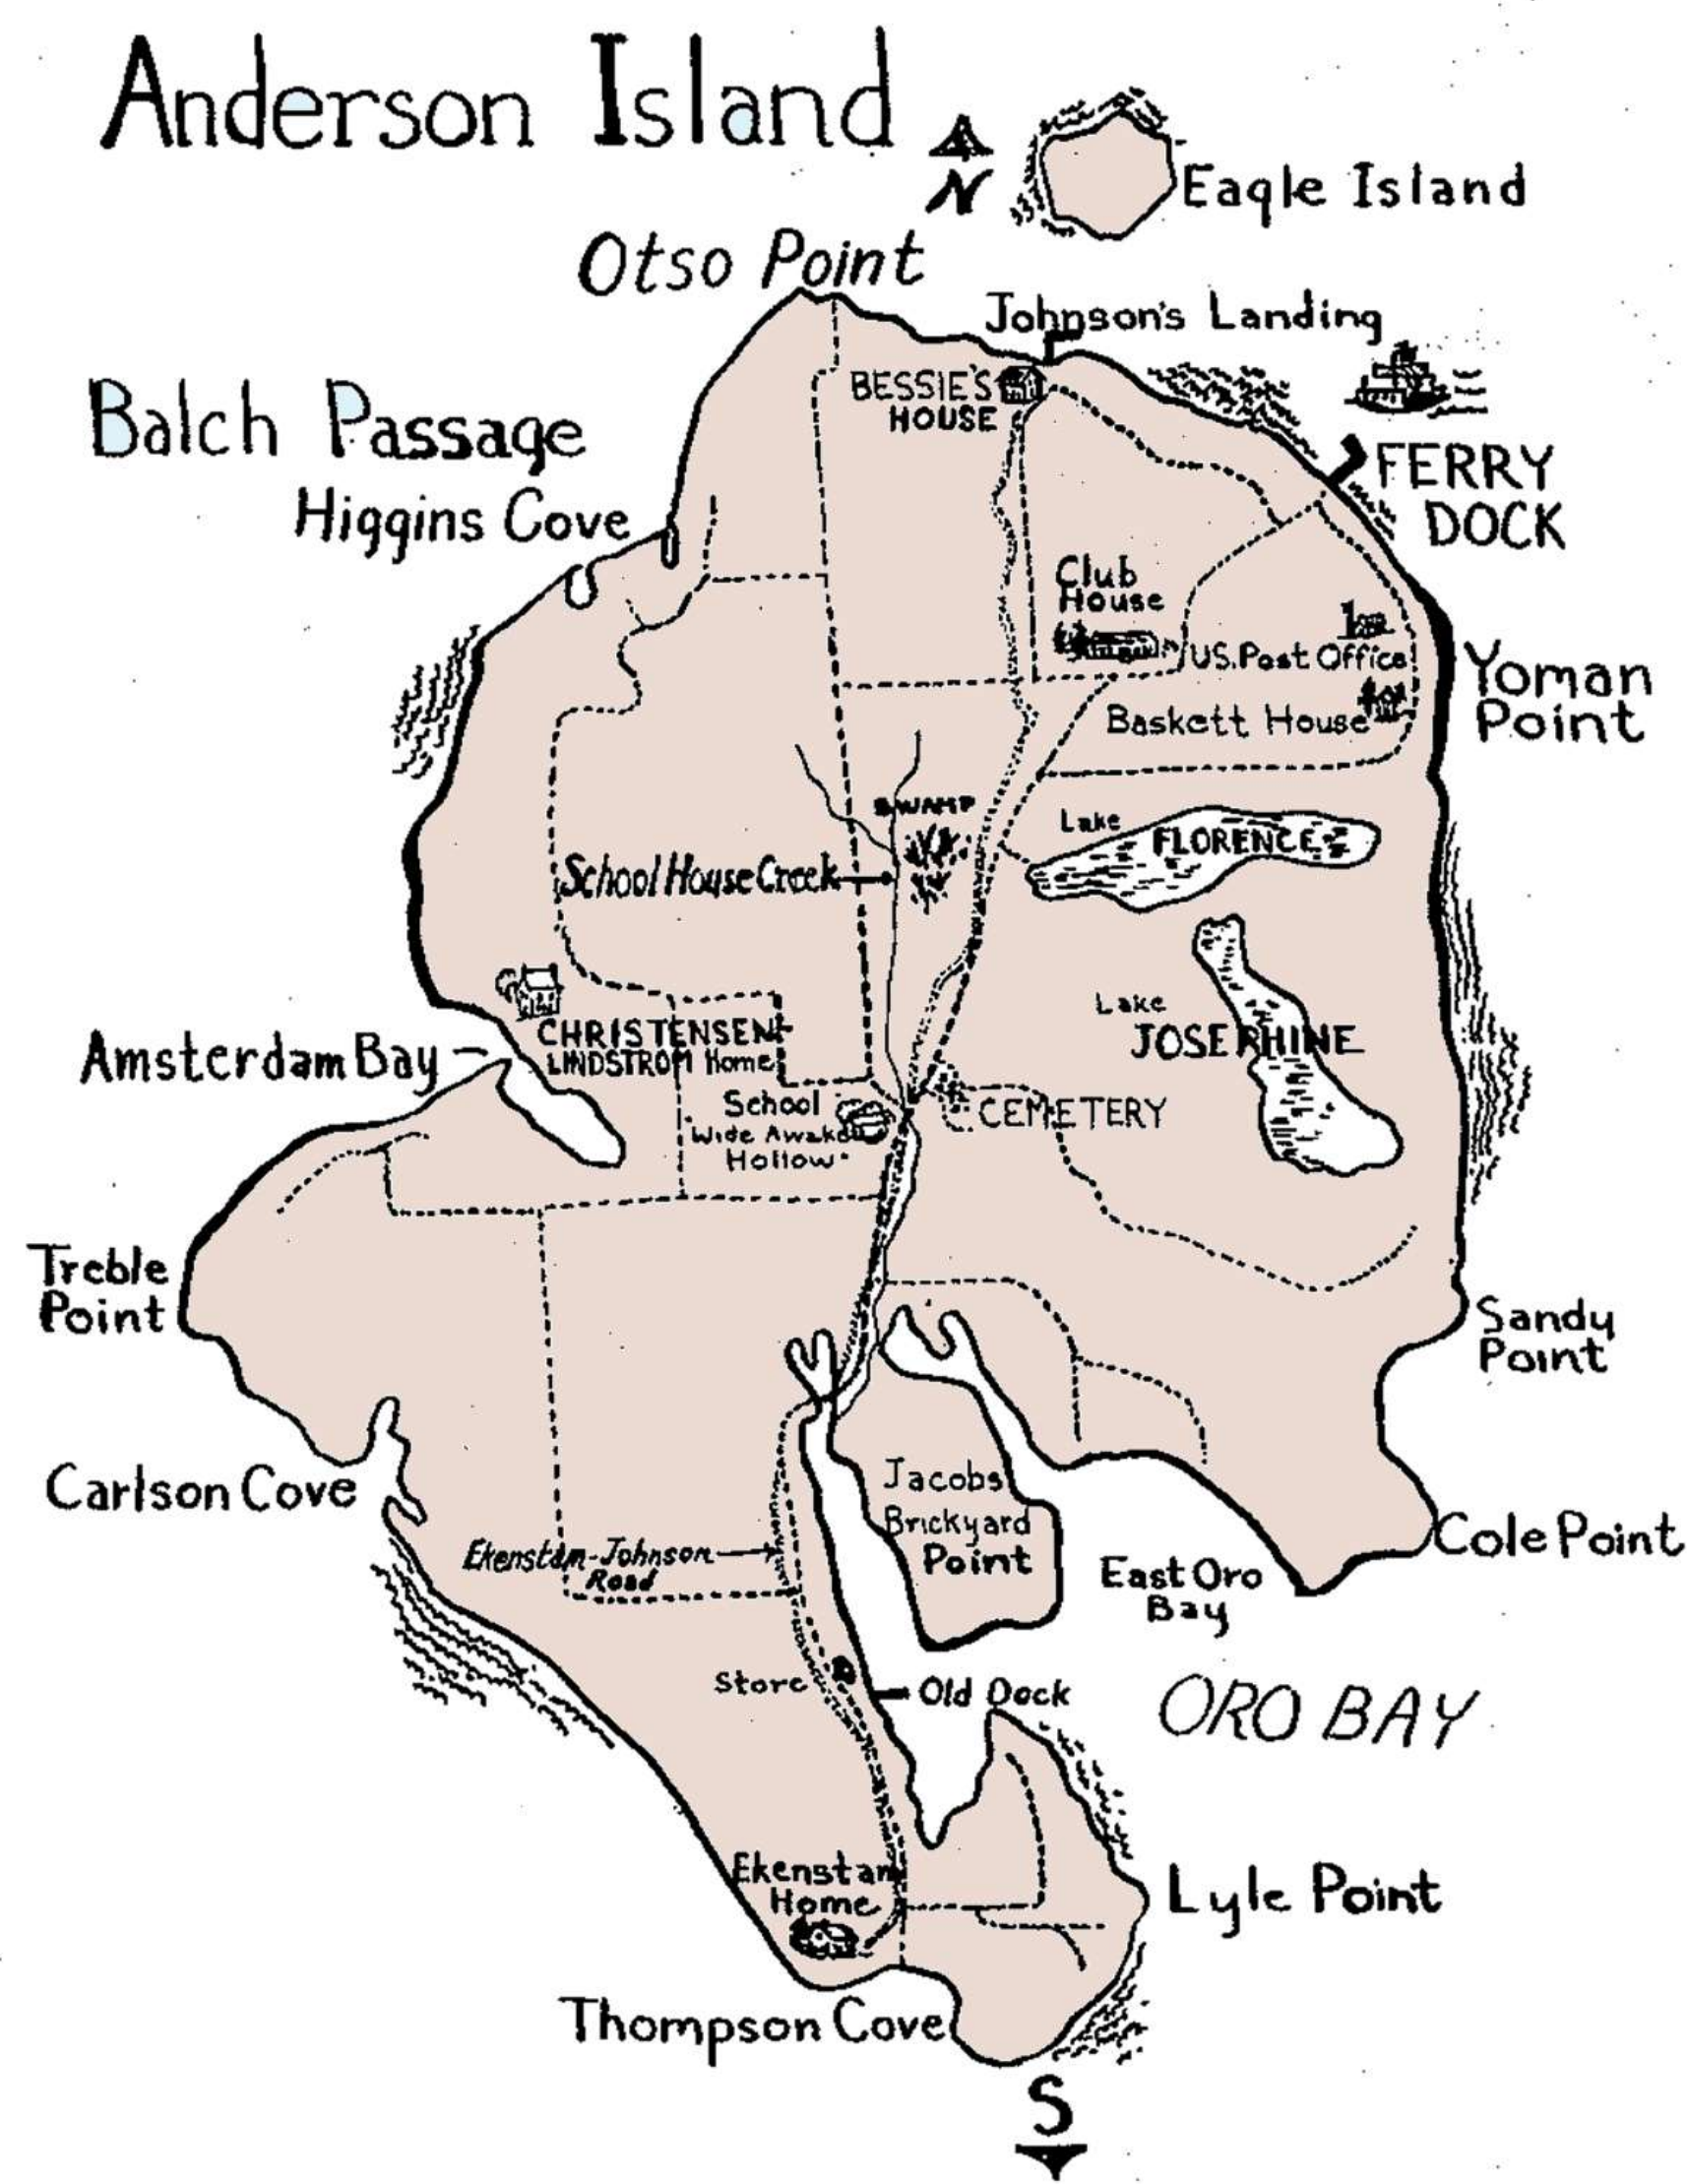 Anderson Island
N
Eagle Island
Otso Point
Johnson's Landing
BESSIE'S
HOUSE
Balch Passage
FERRY
DOCK
Higgins Cove
Club
House
U.S. Post Office
Yoman
Point
Baskett House
SWAMP
Lake
FLORENCE
School House Creek
Lake
JOSEPHINE
CHRISTENSEN
LINDSTROM Home
Amsterdam Bay
School
Wide Awake
Hollow
CEMETERY
Treble
Point
Sandy
Point
Carlson Cove
Jacobs
Brickyard
Point
Cole Point
Ekenstam-Johnson
Road
East Oro
Bay
Store
Old Dock
ORO BAY
Ekenstam
Home
Lyle Point
Thompson Cove
S